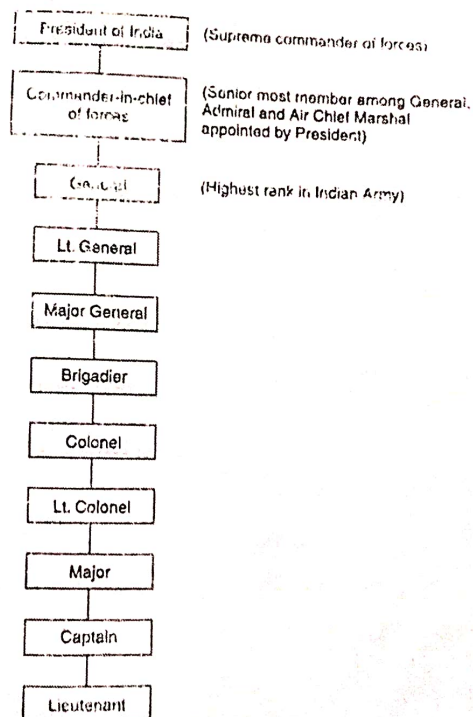 President of India
(Supreme commander of forces)
Commander-in-chief
of forces
(Senior most member among General,
Admiral and Air Chief Marshal
appointed by President)
General
(Highest rank in Indian Army)
Lt. General
Major General
Brigadier
Colonel
Lt. Colonel
Major
Captain
Lieutenant